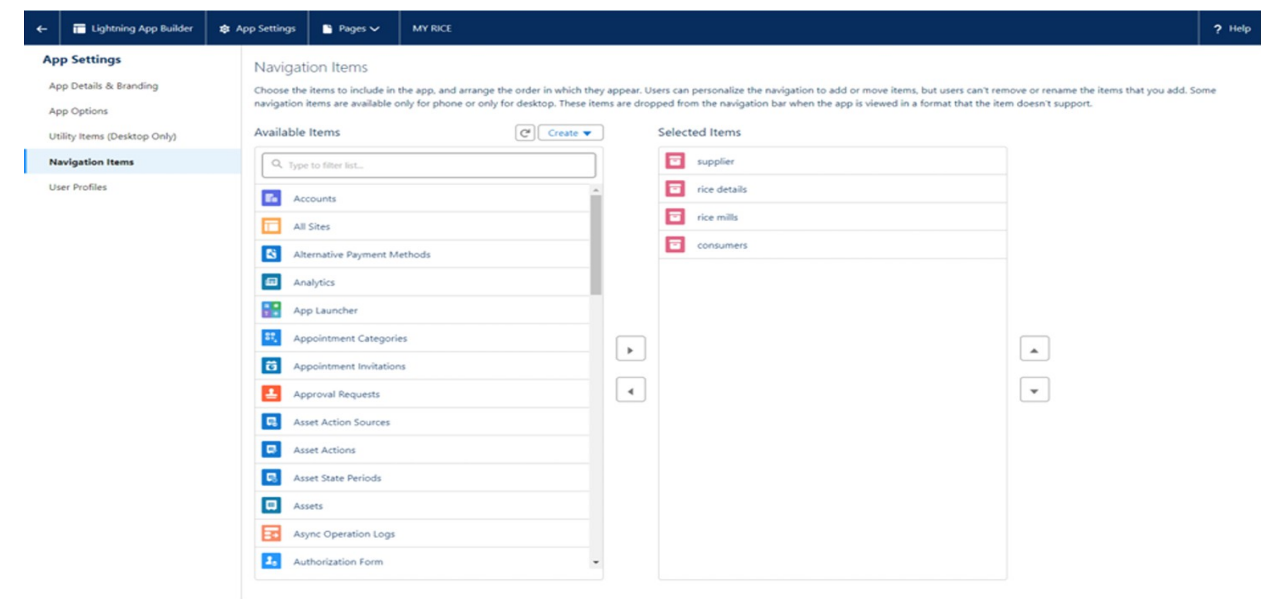 Lightning App Builder
App Settings
Pages
MY RICE
? Help
App Settings
App Details & Branding
App Options
Utility Items (Desktop Only)
Navigation Items
User Profiles
Navigation Items
Choose the items to include in the app, and arrange the order in which they appear. Users can personalize the navigation to add or move items, but users can't remove or rename the items that you add. Some
navigation items are available only for phone or only for desktop. These items are dropped from the navigation bar when the app is viewed in a format that the item doesn't support.
Available Items
Create
Type to filter list...
Accounts
All Sites
Alternative Payment Methods
Analytics
App Launcher
Appointment Categories
Appointment Invitations
Approval Requests
Asset Action Sources
Asset Actions
Asset State Periods
Assets
Async Operation Logs
Authorization Form
Selected Items
supplier
rice details
rice mills
consumers